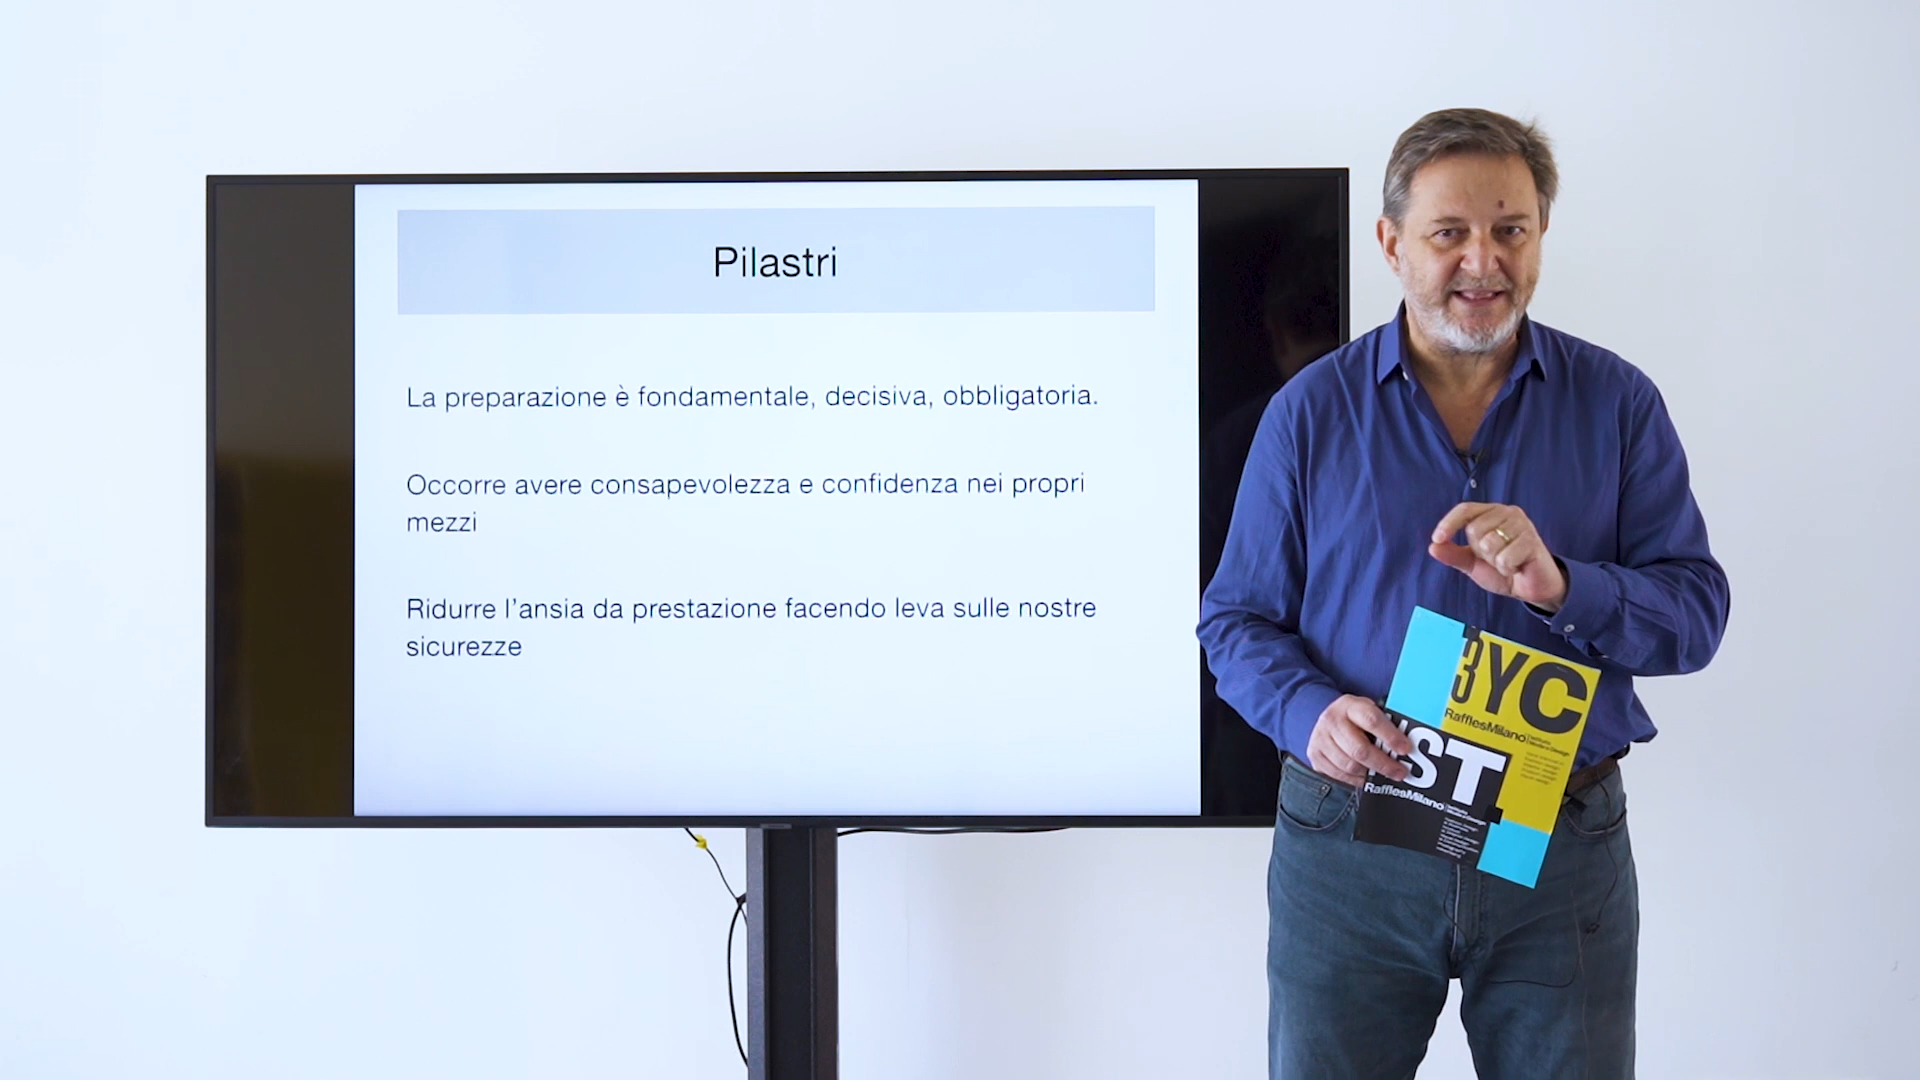 Pilastri
La preparazione è fondamentale, decisiva, obbligatoria.
Occorre avere consapevolezza e confidenza nei propri
mezzi
Ridurre l'ansia da prestazione facendo leva sulle nostre
sicurezze
3YC
RafflesMilano
ST
RafflesMilano